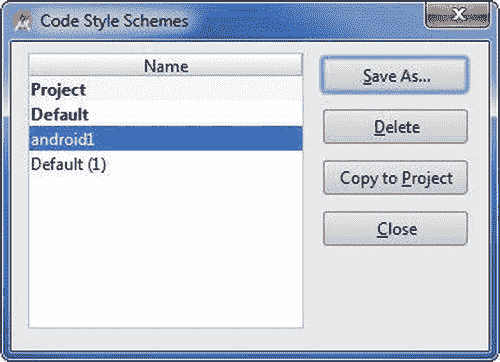 Code Style Schemes
Name
Project
Default
android1
Default (1)
Save As...
Delete
Copy to Project
Close